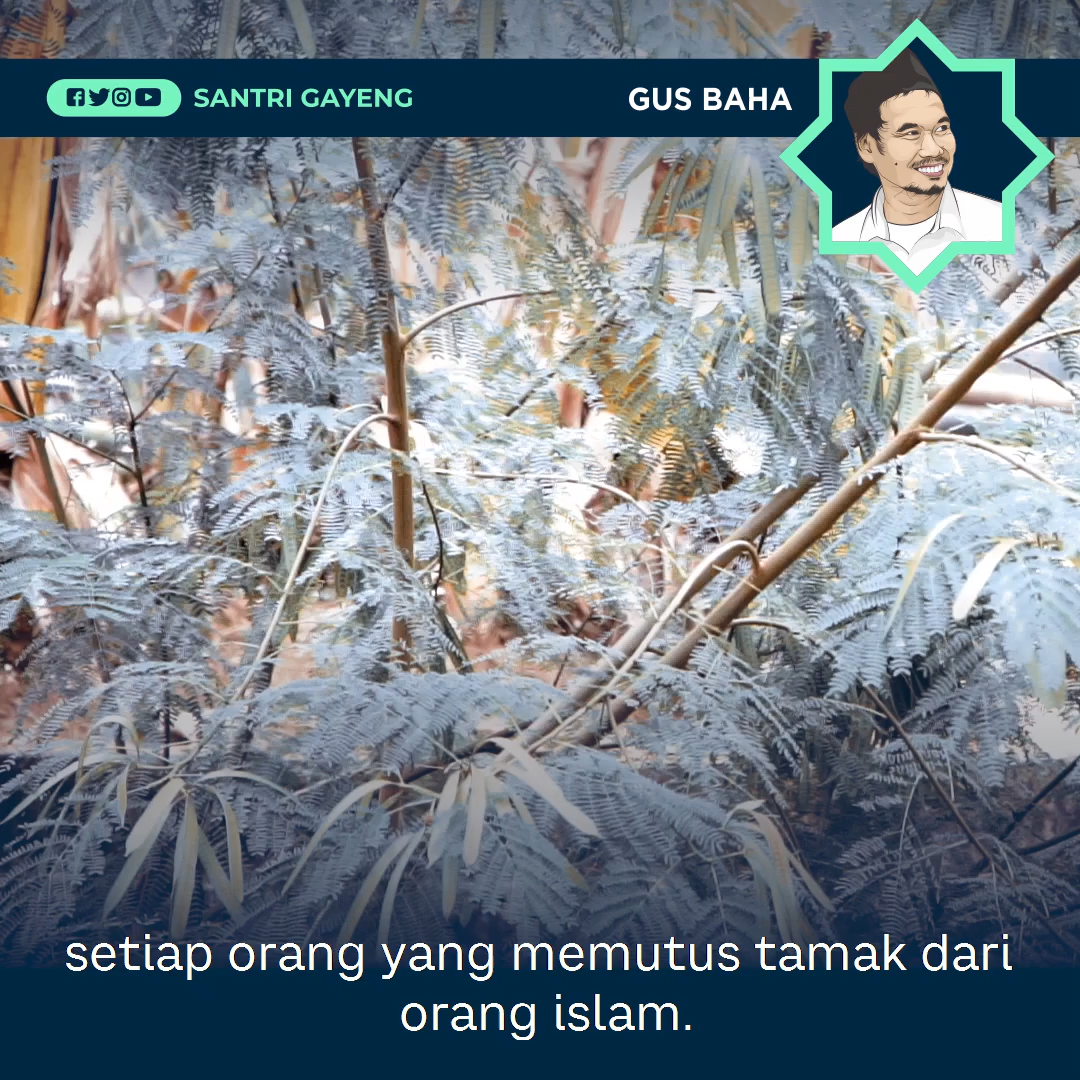 SANTRI GAYENG
GUS BAHA
setiap orang yang memutus tamak dari
orang islam.